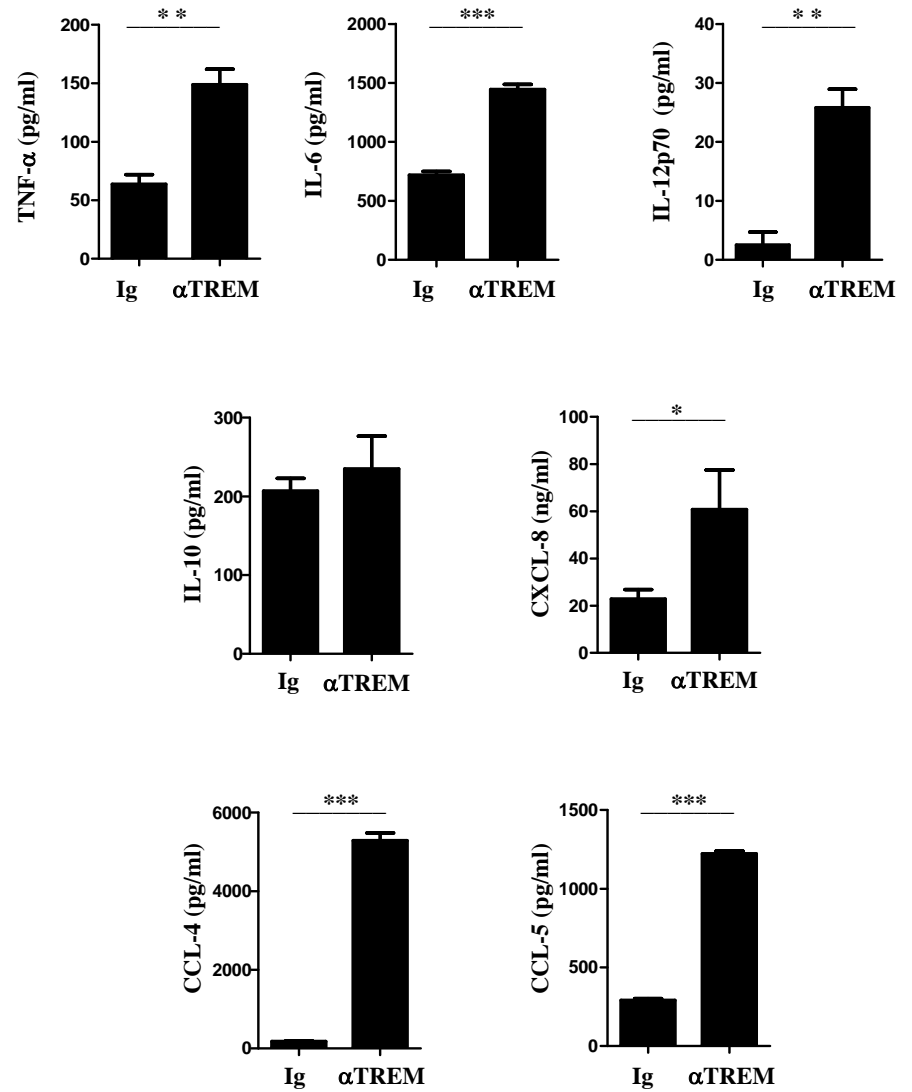 * *
TNF-α (pg/ml)
200
150
100
50
0
Ig αTREM
***
IL-6 (pg/ml)
2000
1500
1000
500
0
Ig αTREM
* *
IL-12p70 (pg/ml)
40
30
20
10
0
Ig αTREM
IL-10 (pg/ml)
300
200
100
0
Ig αTREM
*
CXCL-8 (ng/ml)
100
80
60
40
20
0
Ig αTREM
***
CCL-4 (pg/ml)
6000
4000
2000
0
Ig αTREM
***
CCL-5 (pg/ml)
1500
1000
500
0
Ig αTREM